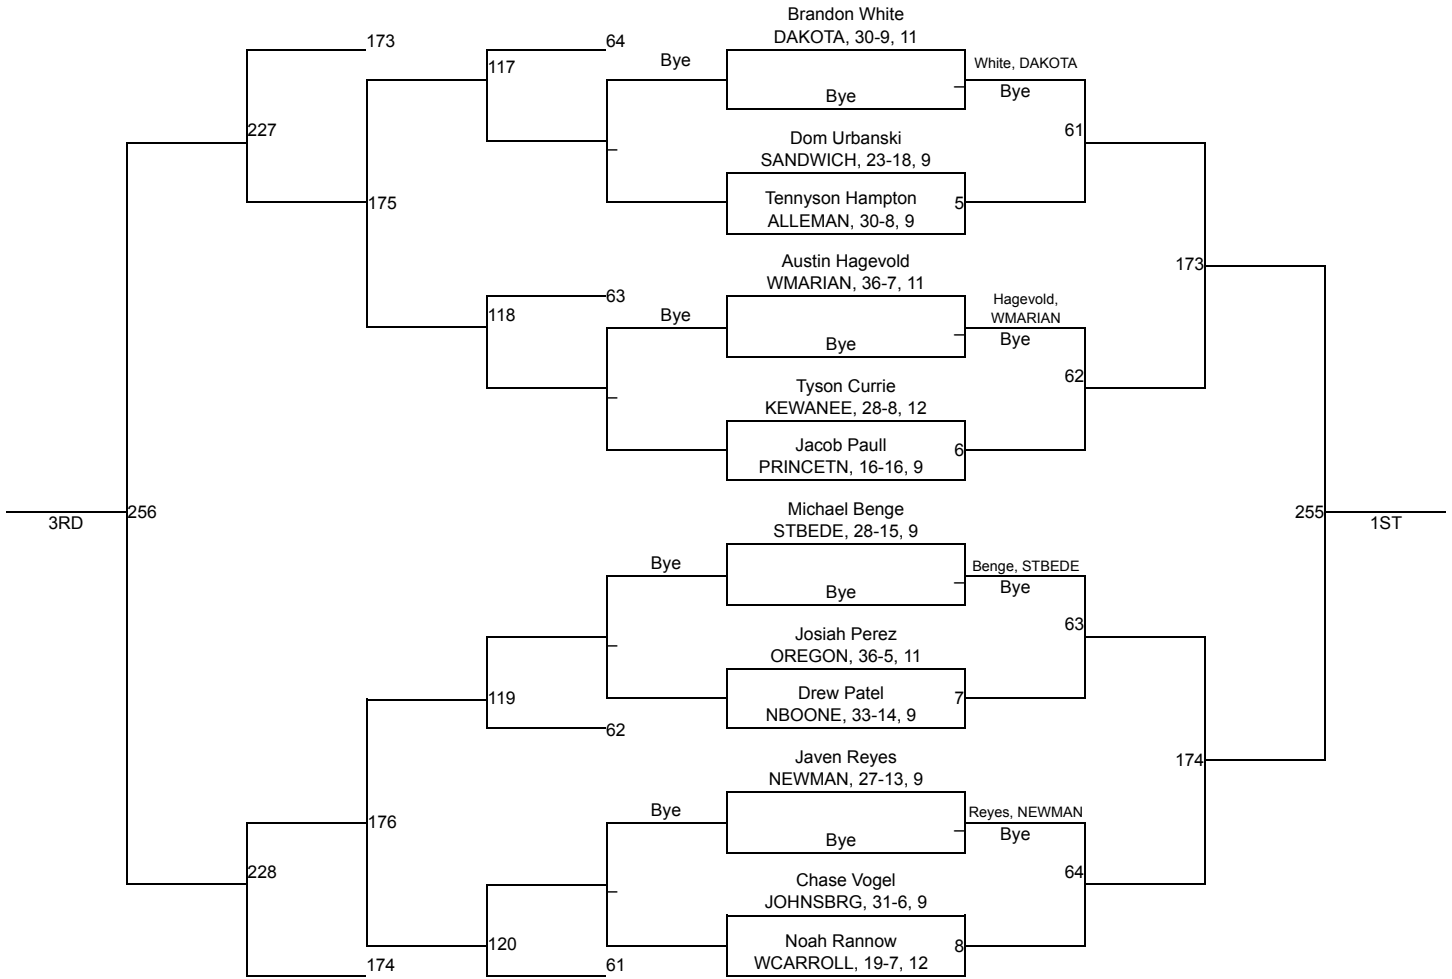 Brandon White
DAKOTA, 30-9, 11
173
64
Bye
White, DAKOTA
117
Bye
Bye
227
Dom Urbanski
61
SANDWICH, 23-18, 9
175
Tennyson Hampton
5
ALLEMAN, 30-8, 9
Austin Hagevold
173
WMARIAN, 36-7, 11
63
Hagevold,
WMARIAN
118
Bye
Bye
Bye
62
Tyson Currie
KEWANEE, 28-8, 12
Jacob Paull
6
PRINCETN, 16-16, 9
3RD
256
Michael Benge
255
1ST
STBEDE, 28-15, 9
Bye
Benge, STBEDE
Bye
Bye
63
Josiah Perez
OREGON, 36-5, 11
119
Drew Patel
7
NBOONE, 33-14, 9
62
Javen Reyes
174
NEWMAN, 27-13, 9
176
Bye
Reyes, NEWMAN
Bye
Bye
228
Chase Vogel
64
JOHNSBRG, 31-6, 9
120
Noah Rannow
8
174
61
WCARROLL, 19-7, 12